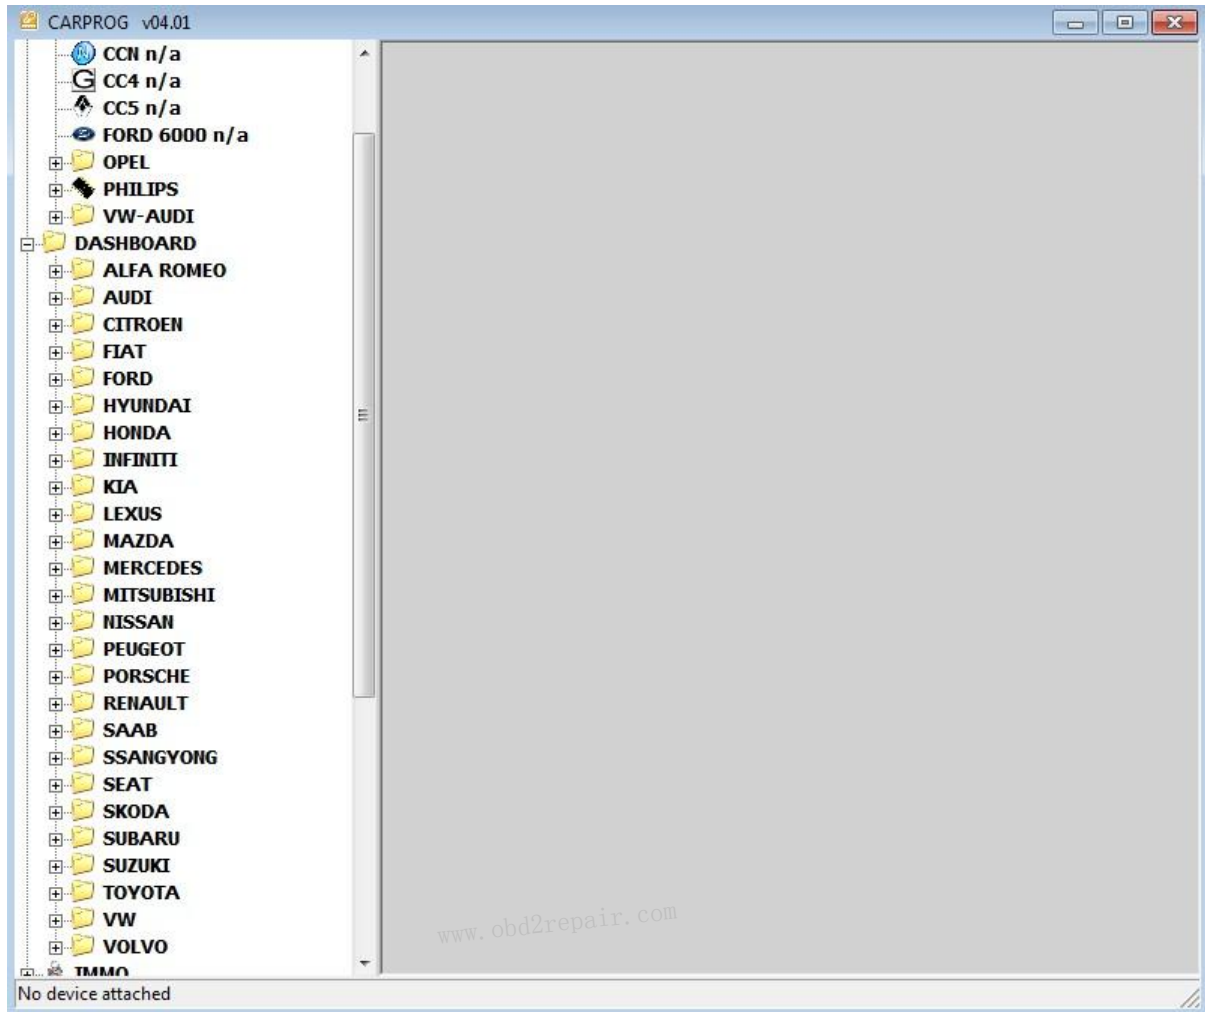 CARPROG v04.01
CCN n/a
CC4 n/a
CC5 n/a
FORD 6000 n/a
OPEL
PHILIPS
VW-AUDI
DASHBOARD
ALFA ROMEO
AUDI
CITROEN
FIAT
FORD
HYUNDAI
HONDA
INFINITI
KIA
LEXUS
MAZDA
MERCEDES
MITSUBISHI
NISSAN
PEUGEOT
PORSCHE
RENAULT
SAAB
SSANGYONG
SEAT
SKODA
SUBARU
SUZUKI
TOYOTA
VW
VOLVO
IMMO
www.obd2repair.com
No device attached